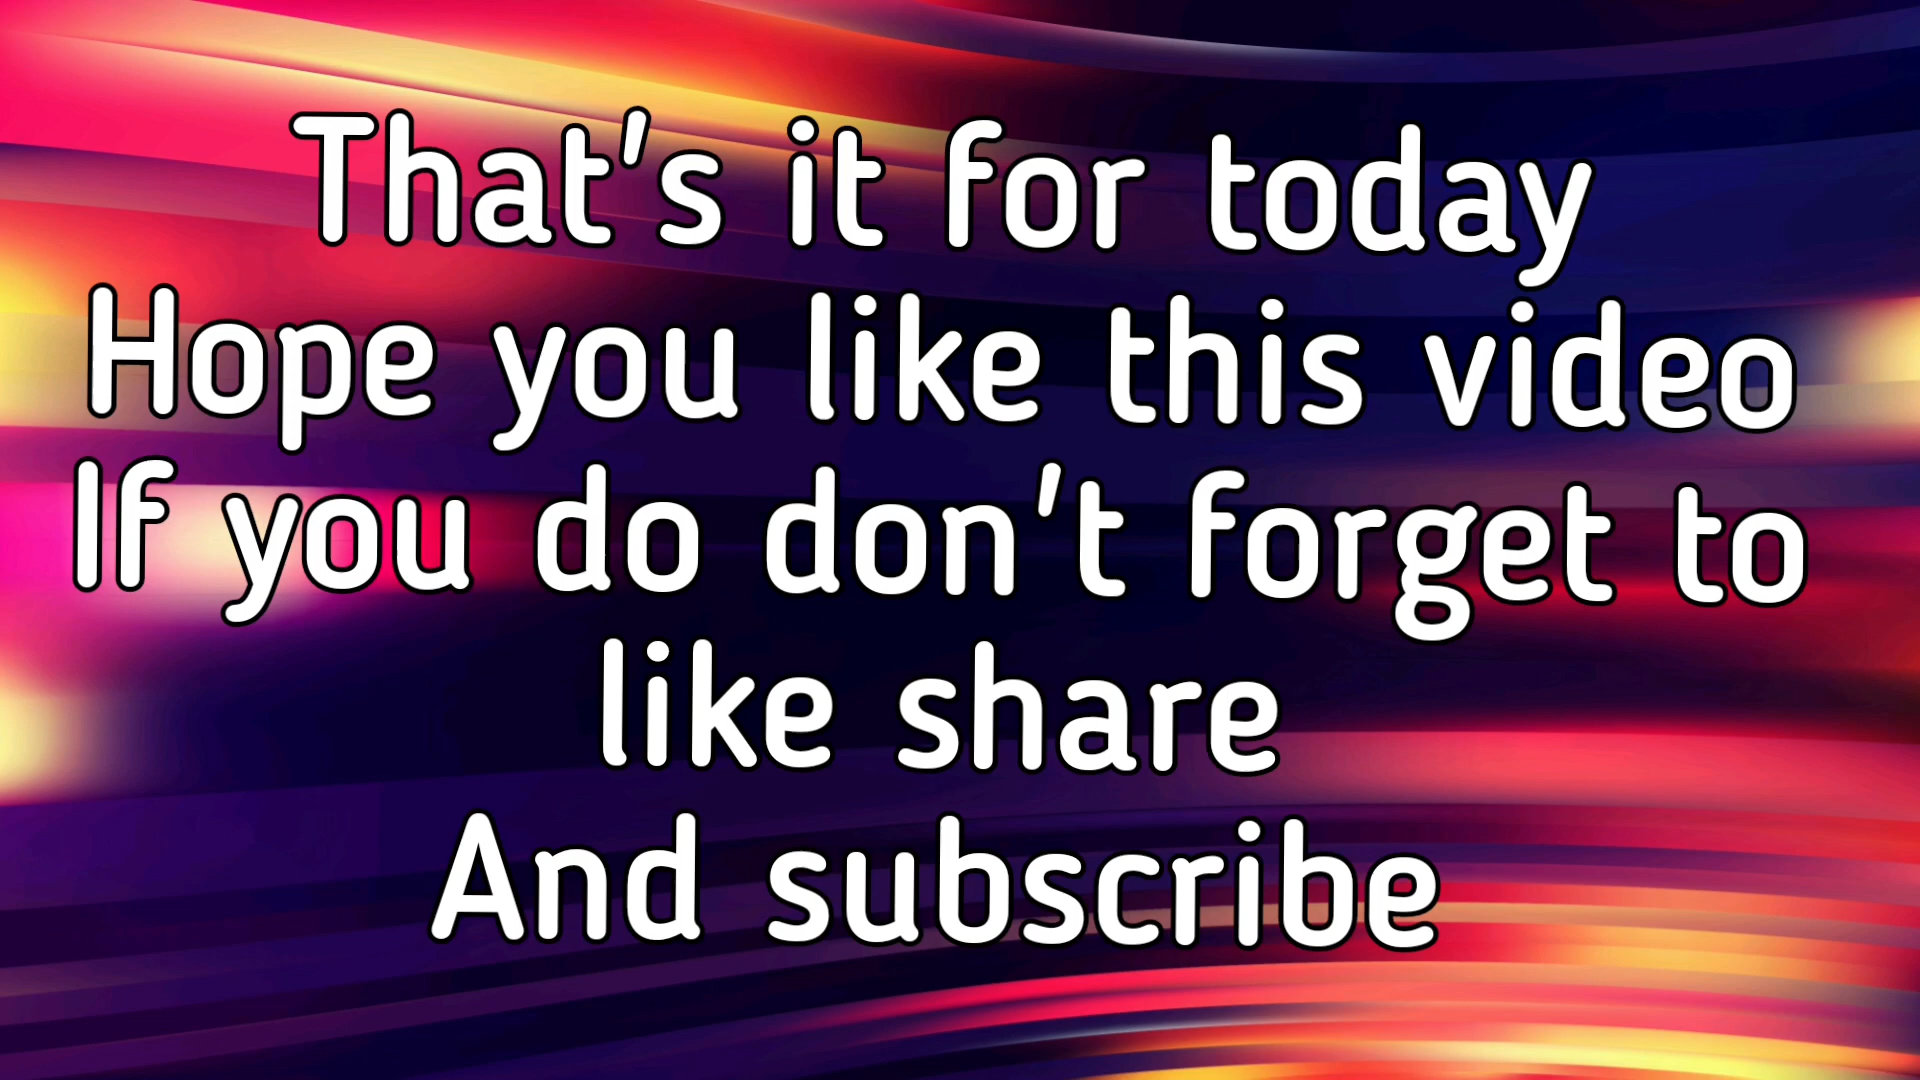 That's it for today
Hope you like this video
If you do don't forget to
like share
And subscribe